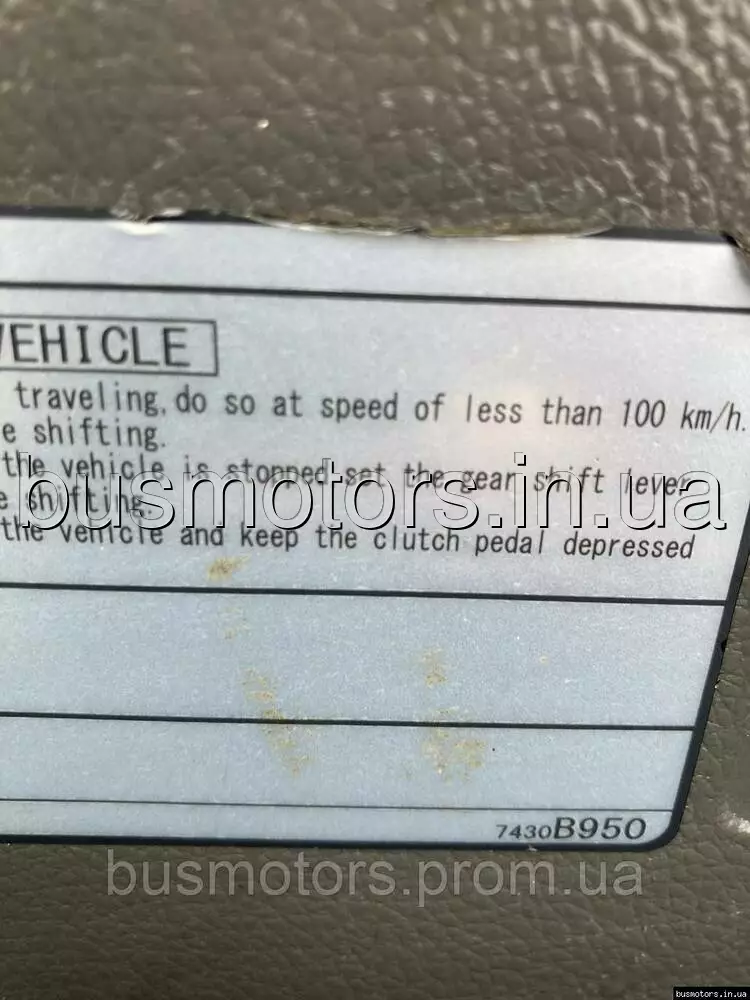 VEHICLE
traveling, do so at speed of less than 100 km/h.
e shifting.
the vehicle is stopped, set the gear shift lever
e shifting.
busmotors.in.ua
the vehicle and keep the clutch pedal depressed
7430B950
busmotors.prom.ua
busmotors.in.ua